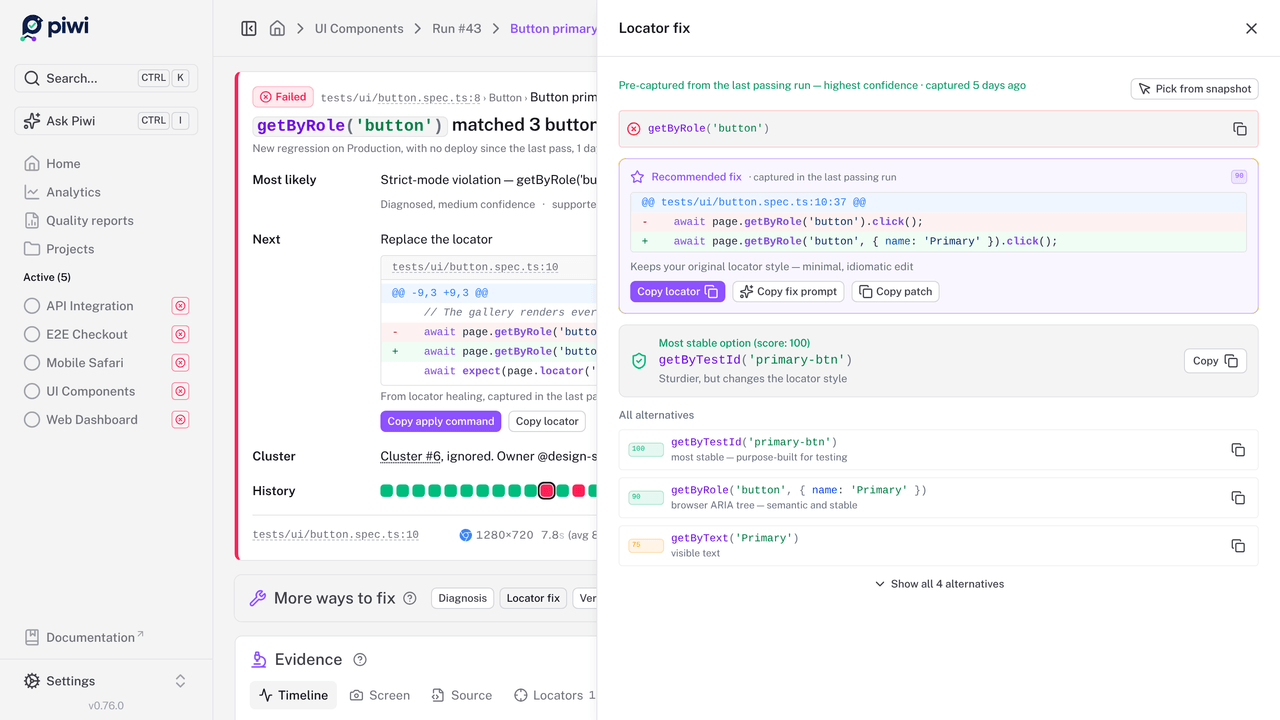 piwi
Search... CTRL K
Ask Piwi CTRL I
Home
Analytics
Quality reports
Projects
Active (5)
API Integration
E2E Checkout
Mobile Safari
UI Components
Web Dashboard
Documentation
Settings
v0.76.0
UI Components > Run #43 > Button primary
Failed tests/ui/button.spec.ts:8 › Button › Button prim
getByRole('button') matched 3 button
New regression on Production, with no deploy since the last pass, 1 da
Most likely Strict-mode violation — getByRole('bu
Diagnosed, medium confidence · supporte
Next Replace the locator
tests/ui/button.spec.ts:10
@@ -9,3 +9,3 @@
// The gallery renders ever
- await page.getByRole('butto
+ await page.getByRole('butto
await expect(page.locator('
From locator healing, captured in the last pa
Copy apply command Copy locator
Cluster Cluster #6, ignored. Owner @design-s
History
tests/ui/button.spec.ts:10 1280×720 7.8s (avg 8
More ways to fix Diagnosis Locator fix Ver
Evidence
Timeline Screen Source Locators 1
Locator fix
Pre-captured from the last passing run — highest confidence · captured 5 days ago
Pick from snapshot
getByRole('button')
Recommended fix · captured in the last passing run 90
@@ tests/ui/button.spec.ts:10:37 @@
- await page.getByRole('button').click();
+ await page.getByRole('button', { name: 'Primary' }).click();
Keeps your original locator style — minimal, idiomatic edit
Copy locator Copy fix prompt Copy patch
Most stable option (score: 100)
getByTestId('primary-btn')
Sturdier, but changes the locator style
Copy
All alternatives
100 getByTestId('primary-btn')
most stable — purpose-built for testing
90 getByRole('button', { name: 'Primary' })
browser ARIA tree — semantic and stable
75 getByText('Primary')
visible text
Show all 4 alternatives